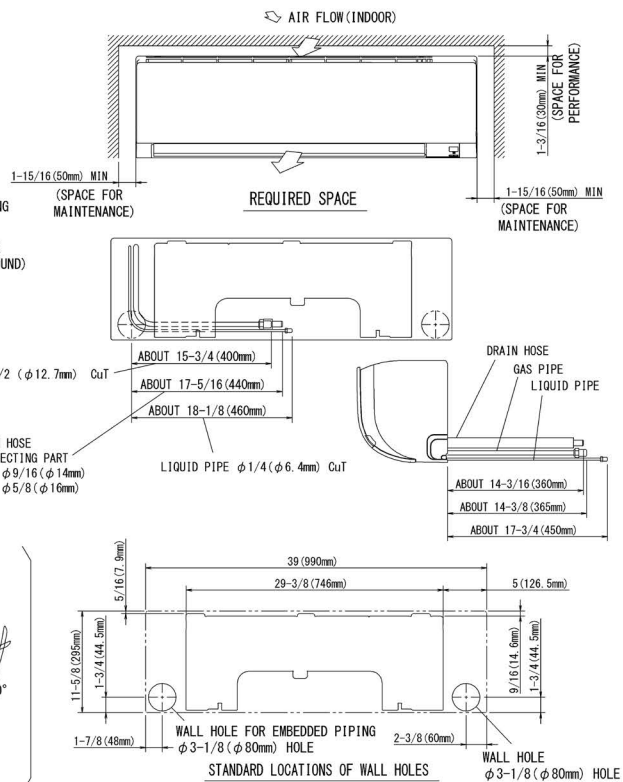 AIR FLOW(INDOOR)
1-3/16(30mm) MIN
(SPACE FOR
PERFORMANCE)
1-15/16(50mm) MIN
(SPACE FOR
MAINTENANCE)
REQUIRED SPACE
1-15/16(50mm) MIN
(SPACE FOR
MAINTENANCE)
NG
UND)
ABOUT 15-3/4(400mm)
/2 (φ12.7mm) CuT
ABOUT 17-5/16(440mm)
ABOUT 18-1/8(460mm)
HOSE
ECTING PART
φ9/16(φ14mm)
φ5/8(φ16mm)
LIQUID PIPE φ1/4(φ6.4mm) CuT
DRAIN HOSE
GAS PIPE
LIQUID PIPE
ABOUT 14-3/16(360mm)
ABOUT 14-3/8(365mm)
ABOUT 17-3/4(450mm)
39(990mm)
29-3/8(746mm)
5(126.5mm)
5/16(7.9mm)
11-5/8(295mm)
1-3/4(44.5mm)
9/16(14.6mm)
1-3/4(44.5mm)
WALL HOLE FOR EMBEDDED PIPING
φ3-1/8(φ80mm) HOLE
1-7/8(48mm)
2-3/8(60mm)
WALL HOLE
φ3-1/8(φ80mm) HOLE
STANDARD LOCATIONS OF WALL HOLES